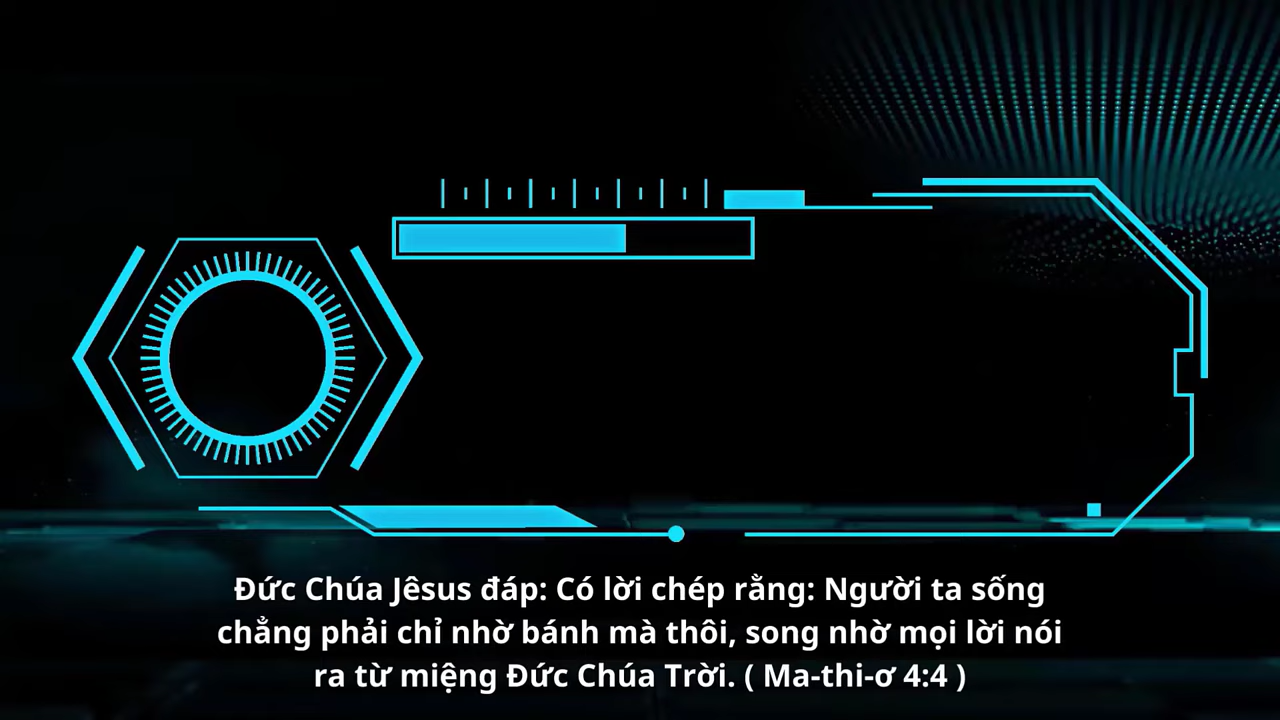 Đức Chúa Jêsus đáp: Có lời chép rằng: Người ta sống
chẳng phải chỉ nhờ bánh mà thôi, song nhờ mọi lời nói
ra từ miệng Đức Chúa Trời. ( Ma-thi-ơ 4:4 )